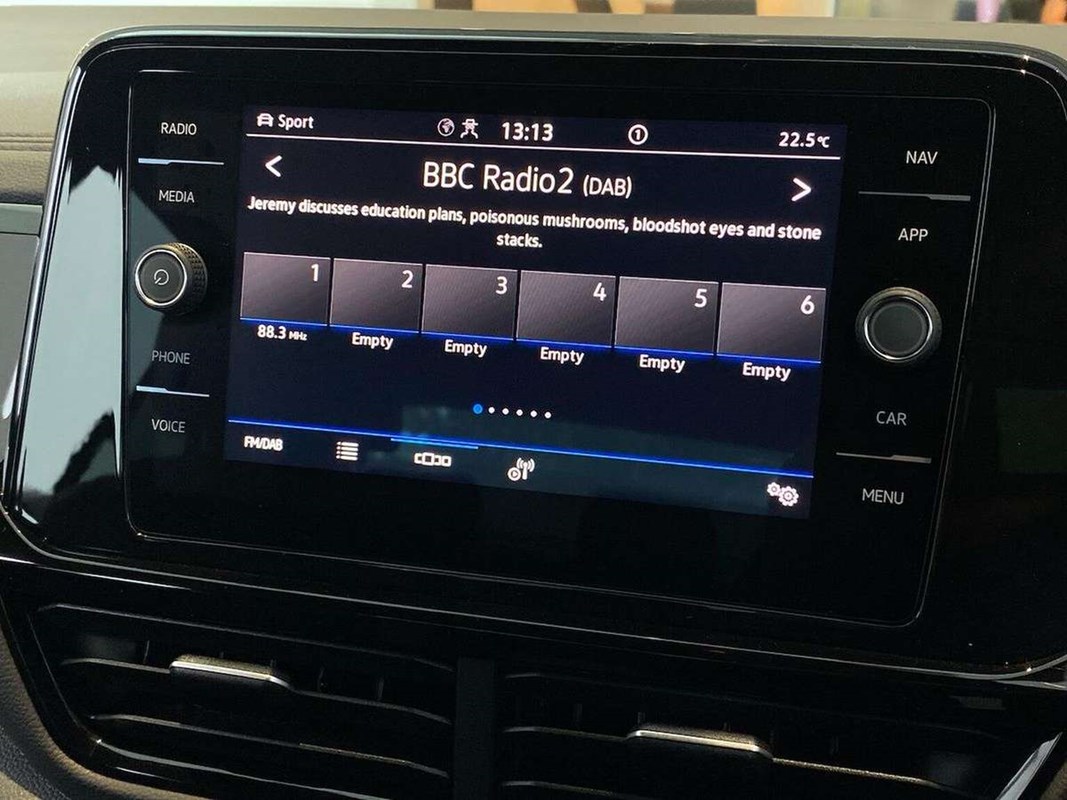 RADIO
MEDIA
PHONE
VOICE
Sport
13:13
1
22.5°C
BBC Radio2 (DAB)
Jeremy discusses education plans, poisonous mushrooms, bloodshot eyes and stone
stacks.
1 2 3 4 5 6
88.3 MHz Empty Empty Empty Empty Empty
FM/DAB
NAV
APP
CAR
MENU